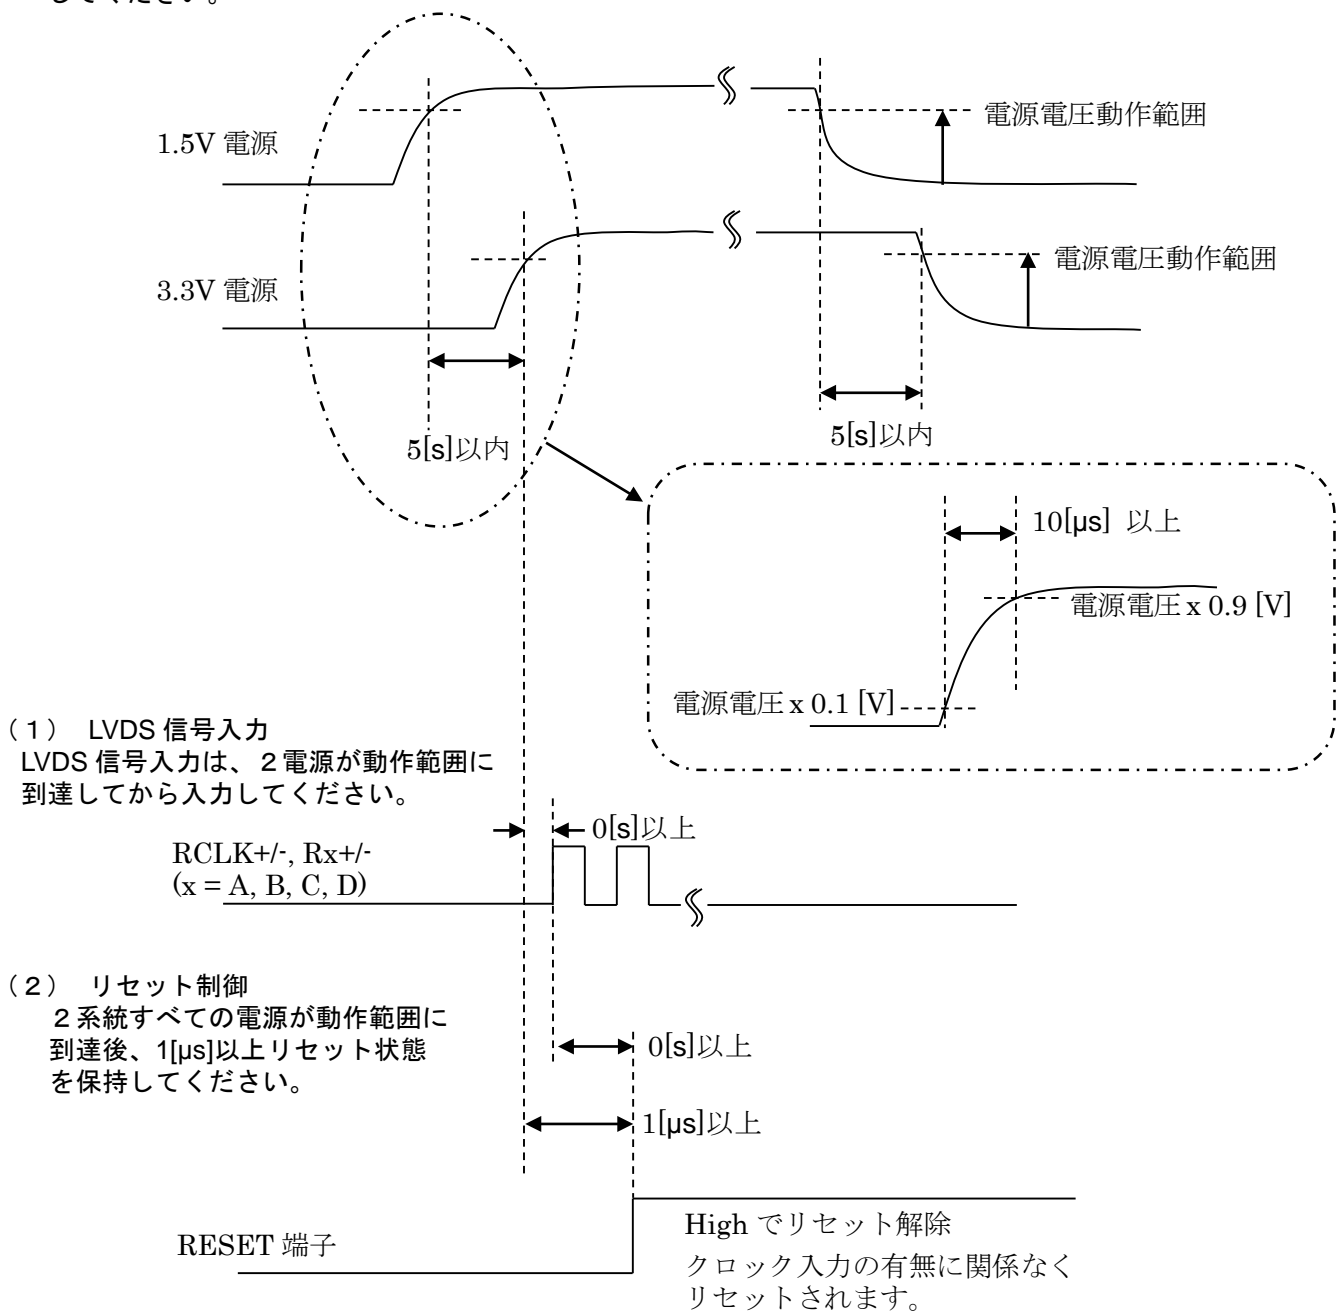 してください。
電源電圧動作範囲
1.5V 電源
電源電圧動作範囲
3.3V 電源
5[s]以内
5[s]以内
10[µs] 以上
電源電圧 x 0.9 [V]
電源電圧 x 0.1 [V]
（１） LVDS 信号入力
LVDS 信号入力は、２電源が動作範囲に
到達してから入力してください。
0[s]以上
RCLK+/-, Rx+/-
(x = A, B, C, D)
（２） リセット制御
２系統すべての電源が動作範囲に
到達後、1[µs]以上リセット状態
を保持してください。
0[s]以上
1[µs]以上
High でリセット解除
RESET 端子
クロック入力の有無に関係なく
リセットされます。